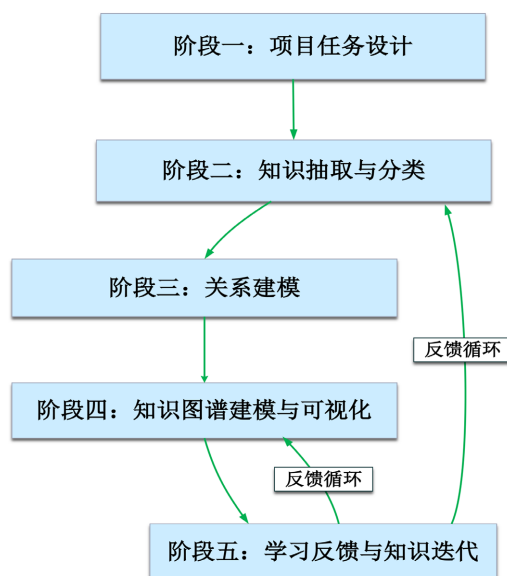 阶段一：项目任务设计
阶段二：知识抽取与分类
阶段三：关系建模
反馈循环
阶段四：知识图谱建模与可视化
反馈循环
阶段五：学习反馈与知识迭代